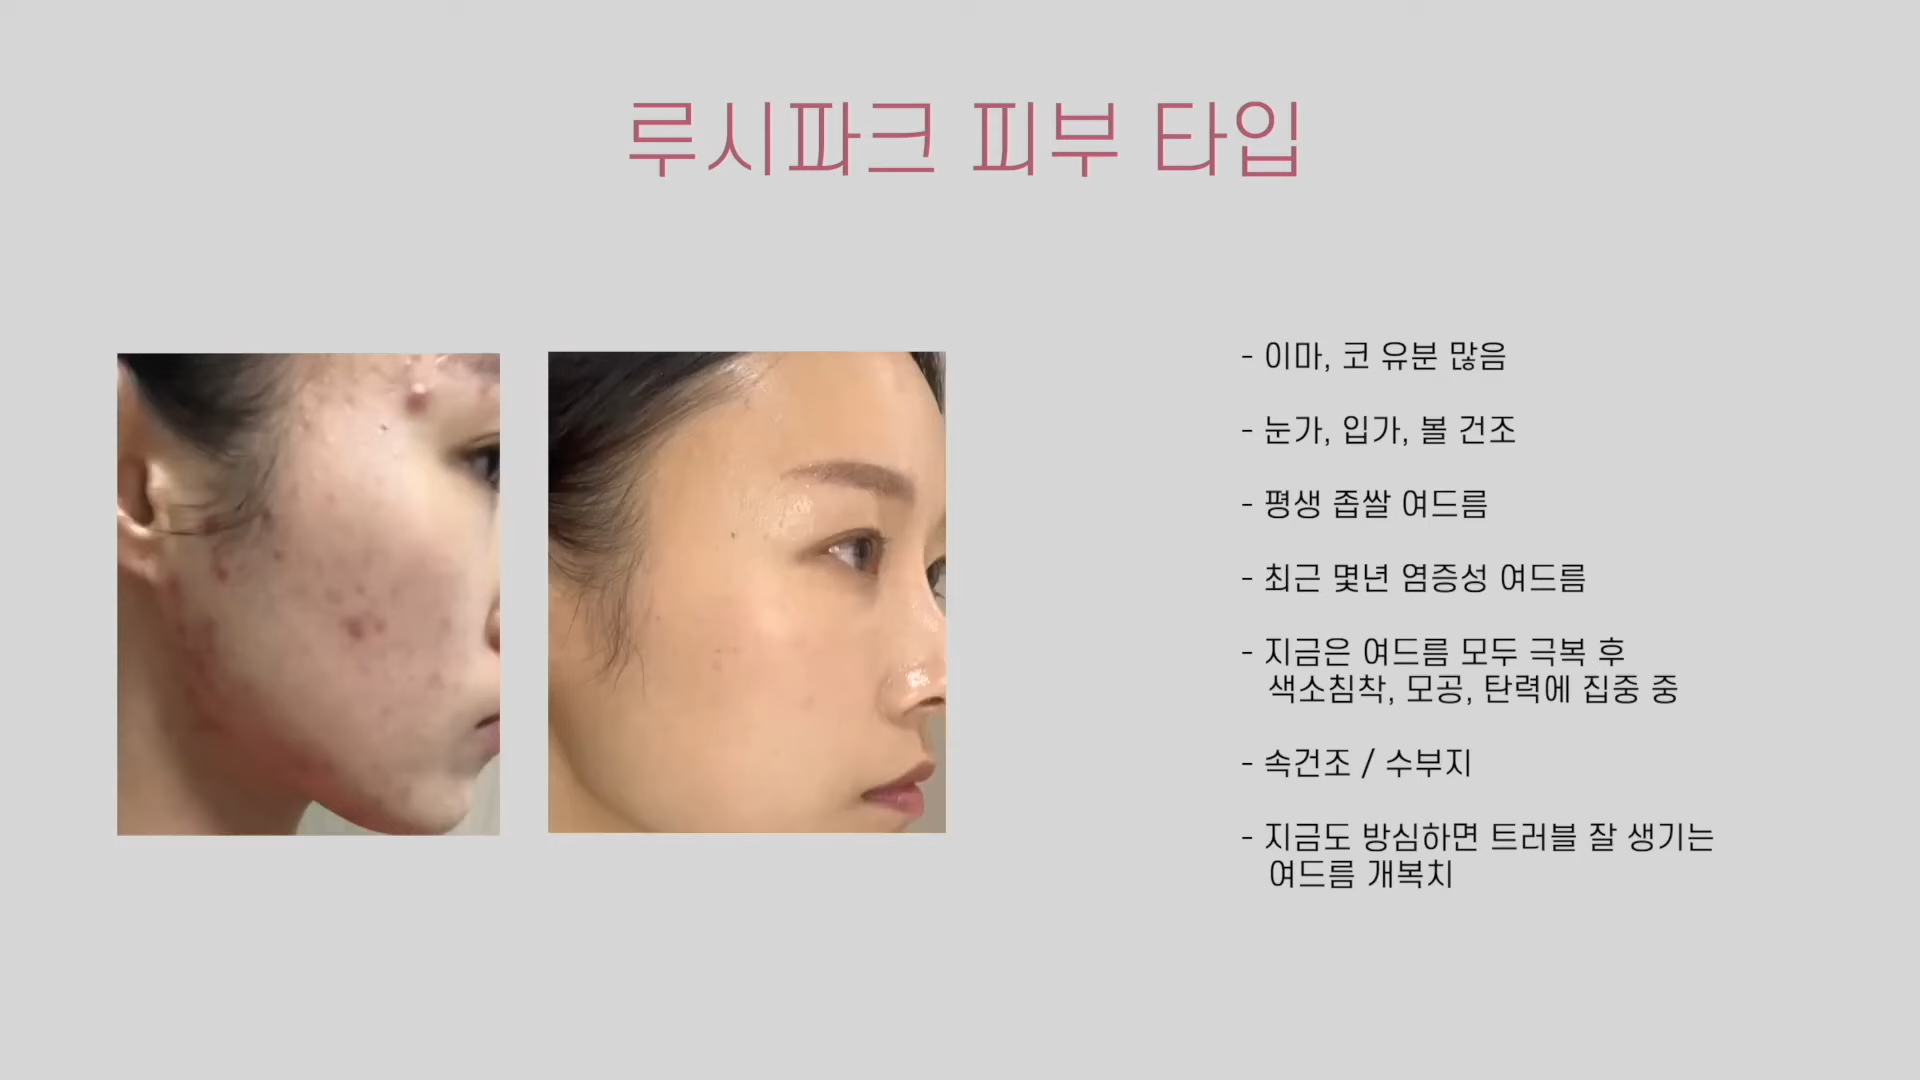 루시파크 피부 타입
- 이마, 코 유분 많음
- 눈가, 입가, 볼 건조
- 평생 좁쌀 여드름
- 최근 몇년 염증성 여드름
- 지금은 여드름 모두 극복 후
색소침착, 모공, 탄력에 집중 중
- 속건조 / 수부지
- 지금도 방심하면 트러블 잘 생기는
여드름 개복치